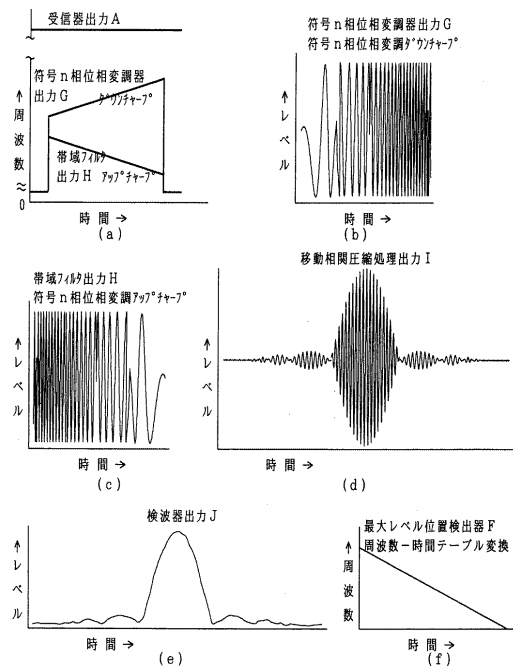 受信器出力A
符号n相位相変調器
出力G ﾀﾞｳﾝﾁｬｰﾌﾟ
帯域ﾌｨﾙﾀ
出力H ｱｯﾌﾟﾁｬｰﾌﾟ
↑周波数
0
時間→
(a)
符号n相位相変調器出力G
符号n相位相変調ﾀﾞｳﾝﾁｬｰﾌﾟ
↑レベル
時間→
(b)
帯域ﾌｨﾙﾀ出力H
符号n相位相変調ｱｯﾌﾟﾁｬｰﾌﾟ
↑レベル
時間→
(c)
移動相関圧縮処理出力I
↑レベル
時間→
(d)
検波器出力J
↑レベル
時間→
(e)
最大レベル位置検出器F
周波数－時間テーブル変換
↑周波数
時間→
(f)